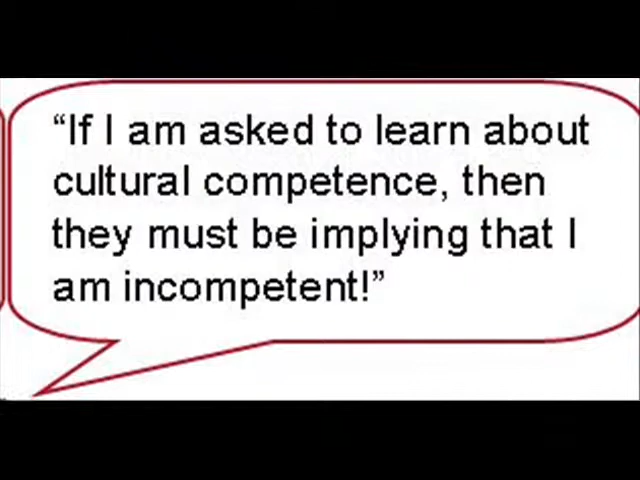 “If I am asked to learn about
cultural competence, then
they must be implying that I
am incompetent!”